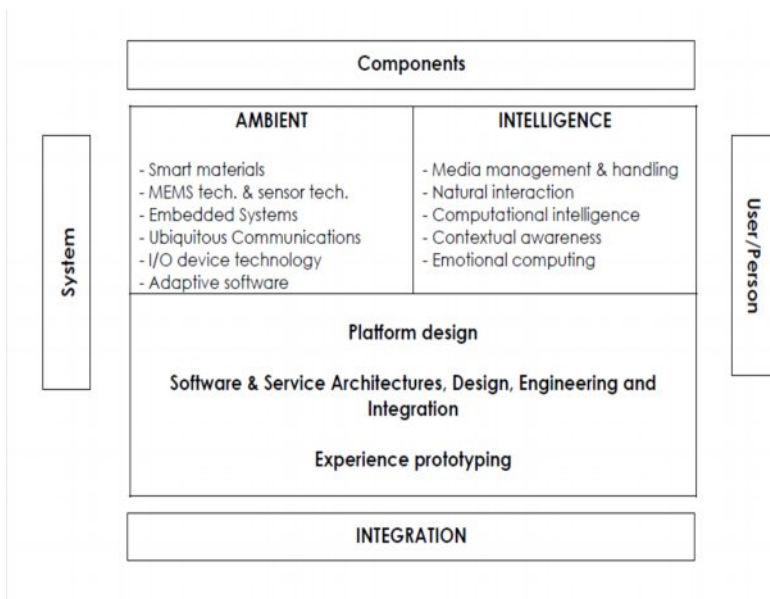 Components
System
AMBIENT
- Smart materials
- MEMS tech. & sensor tech.
- Embedded Systems
- Ubiquitous Communications
- I/O device technology
- Adaptive software
INTELLIGENCE
- Media management & handling
- Natural interaction
- Computational intelligence
- Contextual awareness
- Emotional computing
User/Person
Platform design
Software & Service Architectures, Design, Engineering and
Integration
Experience prototyping
INTEGRATION